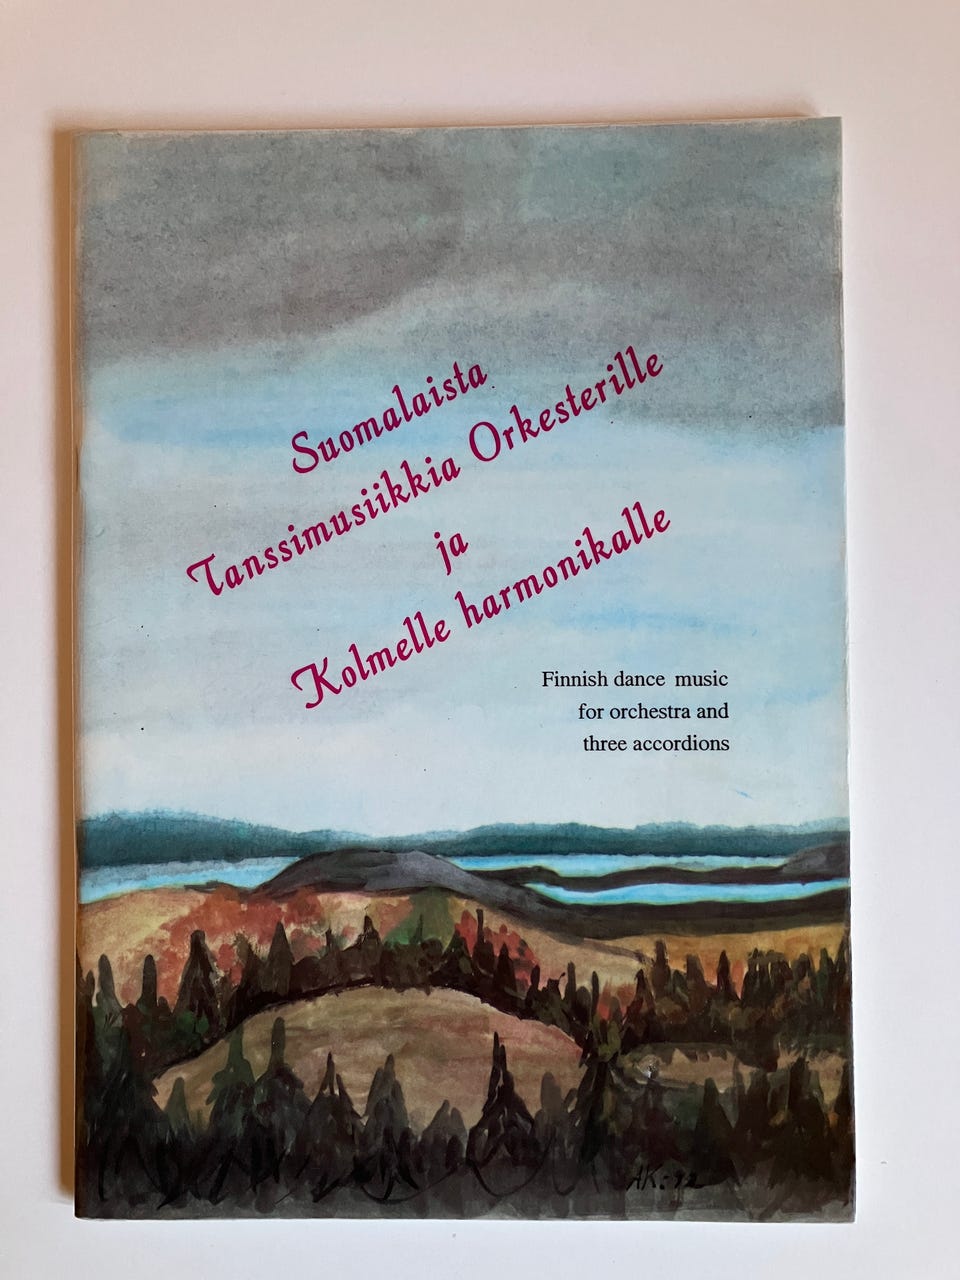 Suomalaista
Tanssimusiikkia Orkesterille
ja
Kolmelle harmonikalle
Finnish dance music
for orchestra and
three accordions